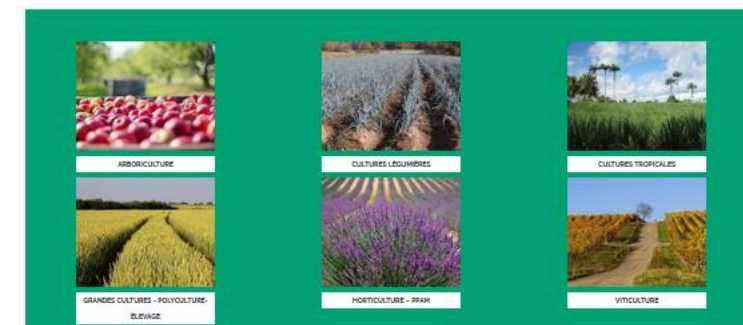 ARBORICULTURE
CULTURES LÉGUMIÈRES
CULTURES TROPICALES
GRANDES CULTURES - POLYCULTURE-
ÉLEVAGE
HORTICULTURE – PPAM
VITICULTURE